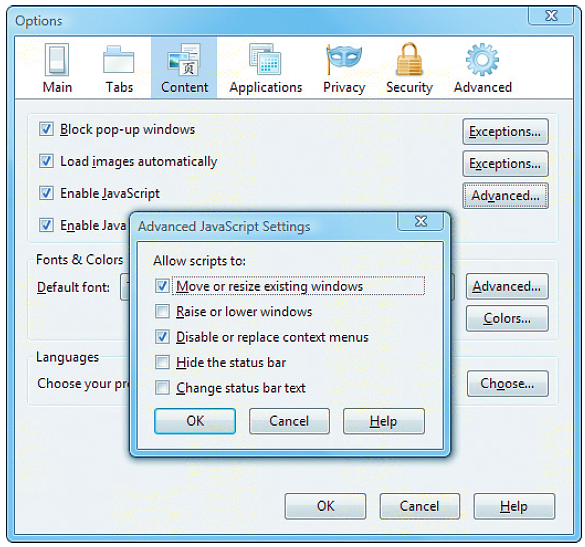 Options
Main Tabs Content Applications Privacy Security Advanced
Block pop-up windows Exceptions...
Load images automatically Exceptions...
Enable JavaScript Advanced...
Enable Java
Advanced JavaScript Settings
Allow scripts to:
Move or resize existing windows
Raise or lower windows
Disable or replace context menus
Hide the status bar
Change status bar text
OK Cancel Help
Fonts & Colors
Default font: Advanced...
Colors...
Languages
Choose your Choose...
OK Cancel Help